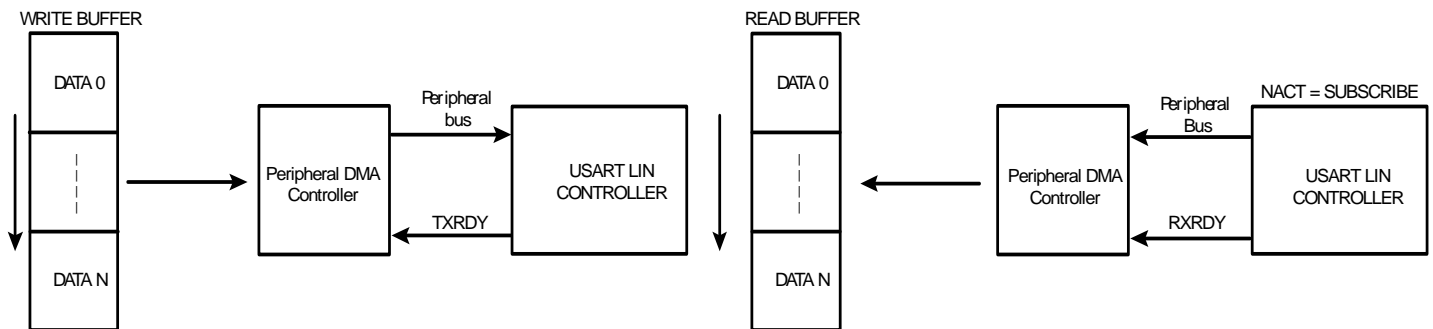 WRITE BUFFER
DATA 0
DATA N
Peripheral DMA
Controller
Peripheral
bus
TXRDY
USART LIN
CONTROLLER
READ BUFFER
DATA 0
DATA N
Peripheral DMA
Controller
Peripheral
Bus
RXRDY
NACT = SUBSCRIBE
USART LIN
CONTROLLER